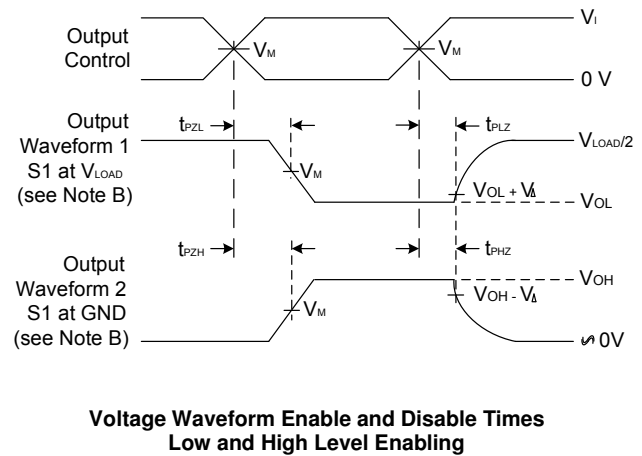 Output
Control
VM
VM
VI
0 V
Output
Waveform 1
S1 at VLOAD
(see Note B)
tPZL
tPLZ
VM
VLOAD/2
VOL + VΔ
VOL
Output
Waveform 2
S1 at GND
(see Note B)
tPZH
tPHZ
VM
VOH
VOH - VΔ
∽0V
Voltage Waveform Enable and Disable Times
Low and High Level Enabling